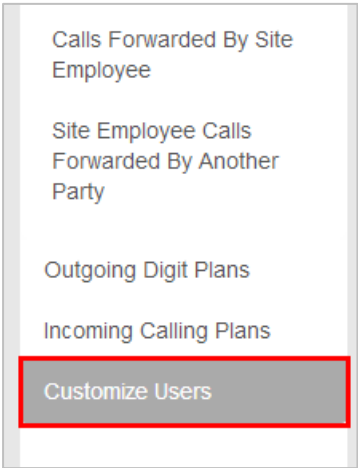 Calls Forwarded By Site
Employee
Site Employee Calls
Forwarded By Another
Party
Outgoing Digit Plans
Incoming Calling Plans
Customize Users